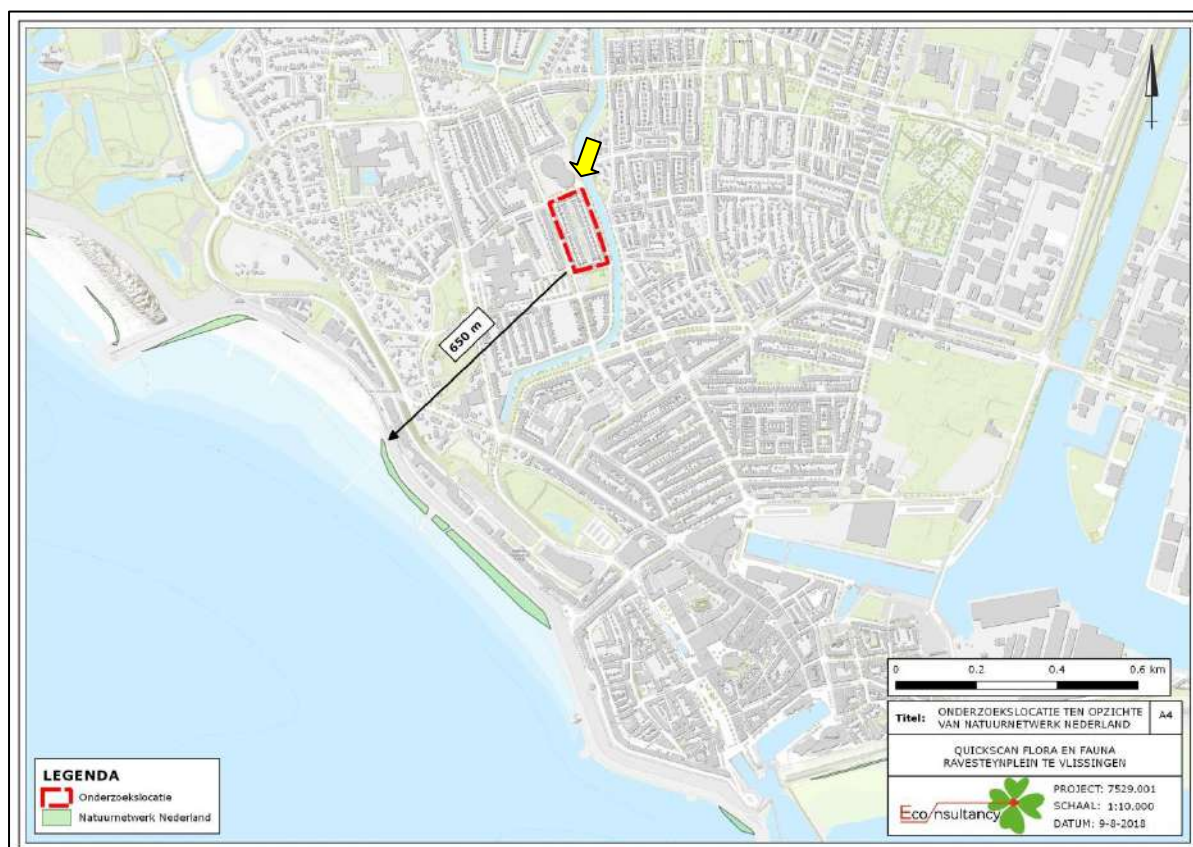 650 m
0 0.2 0.4 0.6 km
Titel: ONDERZOEKSLOCATIE TEN OPZICHTE
VAN NATUURNETWERK NEDERLAND
A4
QUICKSCAN FLORA EN FAUNA
RAVESTEYNPLEIN TE VLISSINGEN
Econsultancy
PROJECT: 7529.001
SCHAAL: 1:10.000
DATUM: 9-8-2018
LEGENDA
Onderzoekslocatie
Natuurnetwerk Nederland